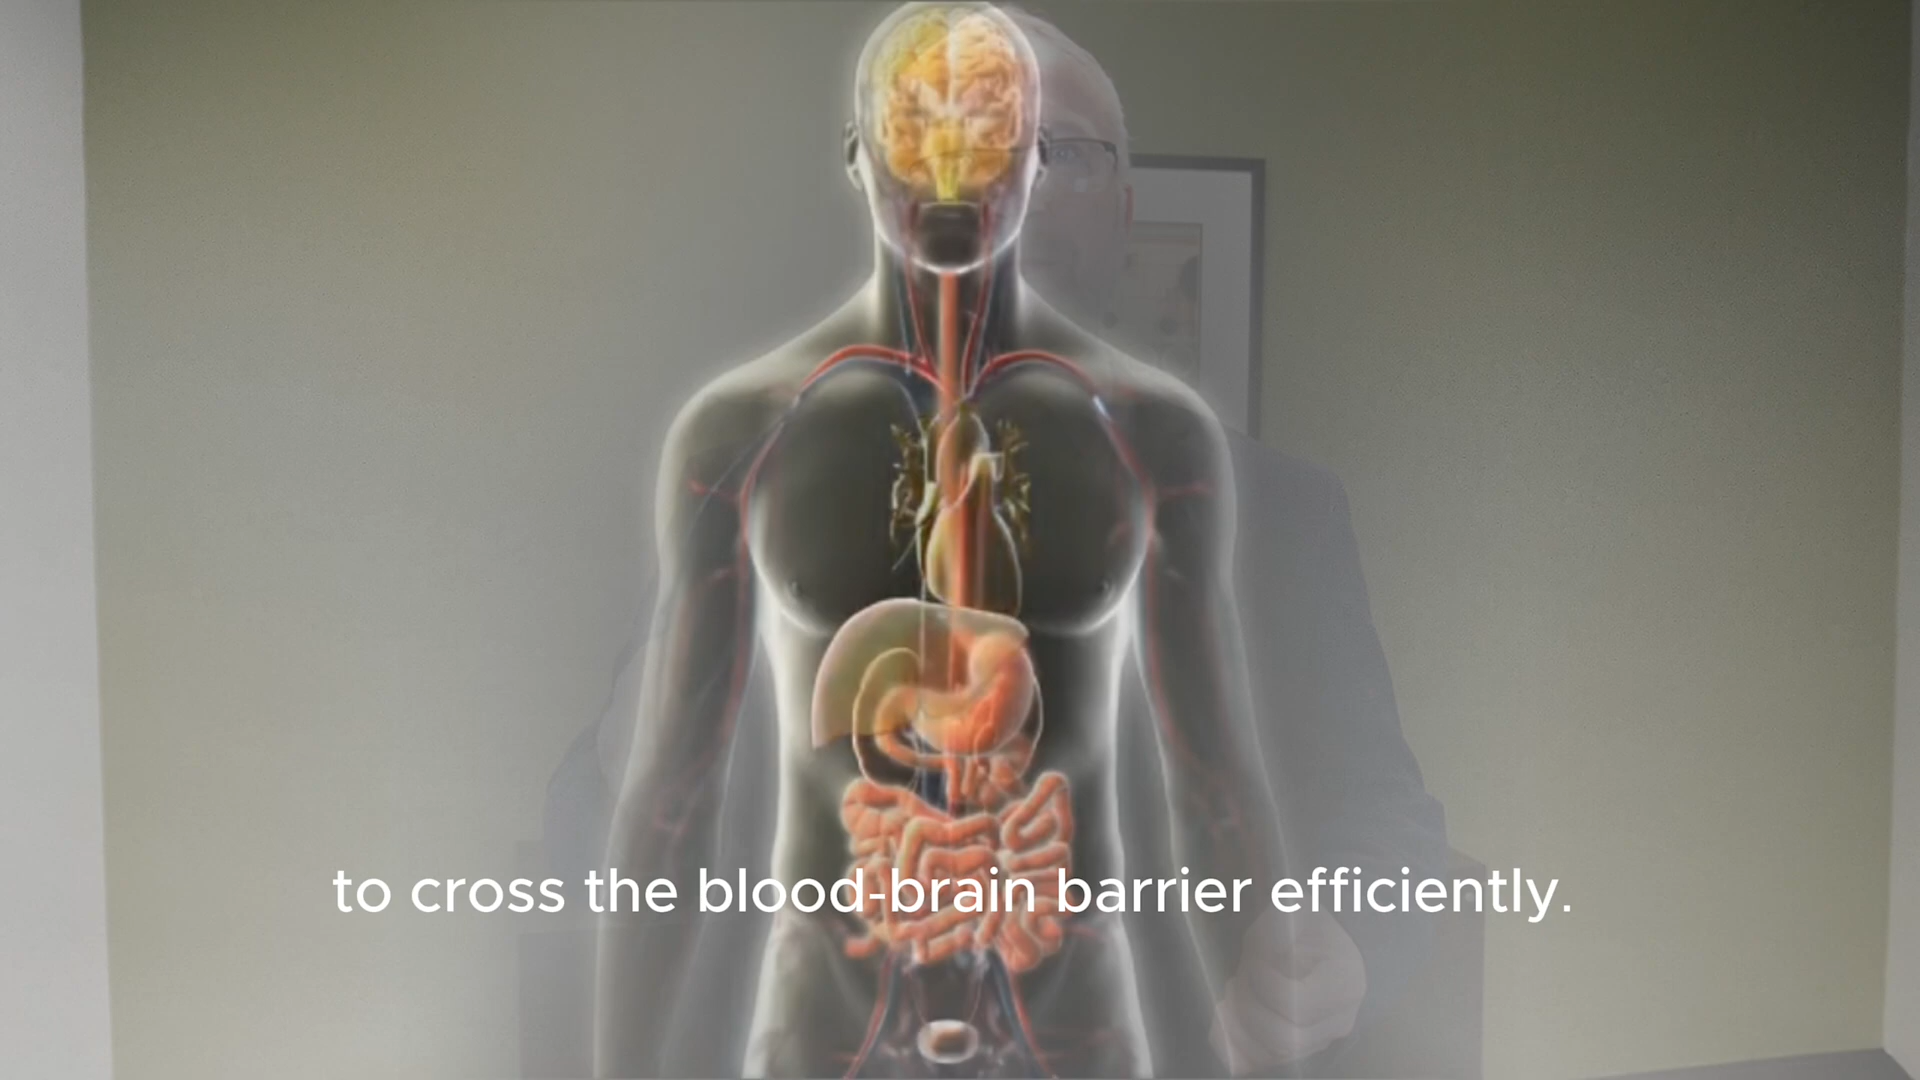 to cross the blood-brain barrier efficiently.